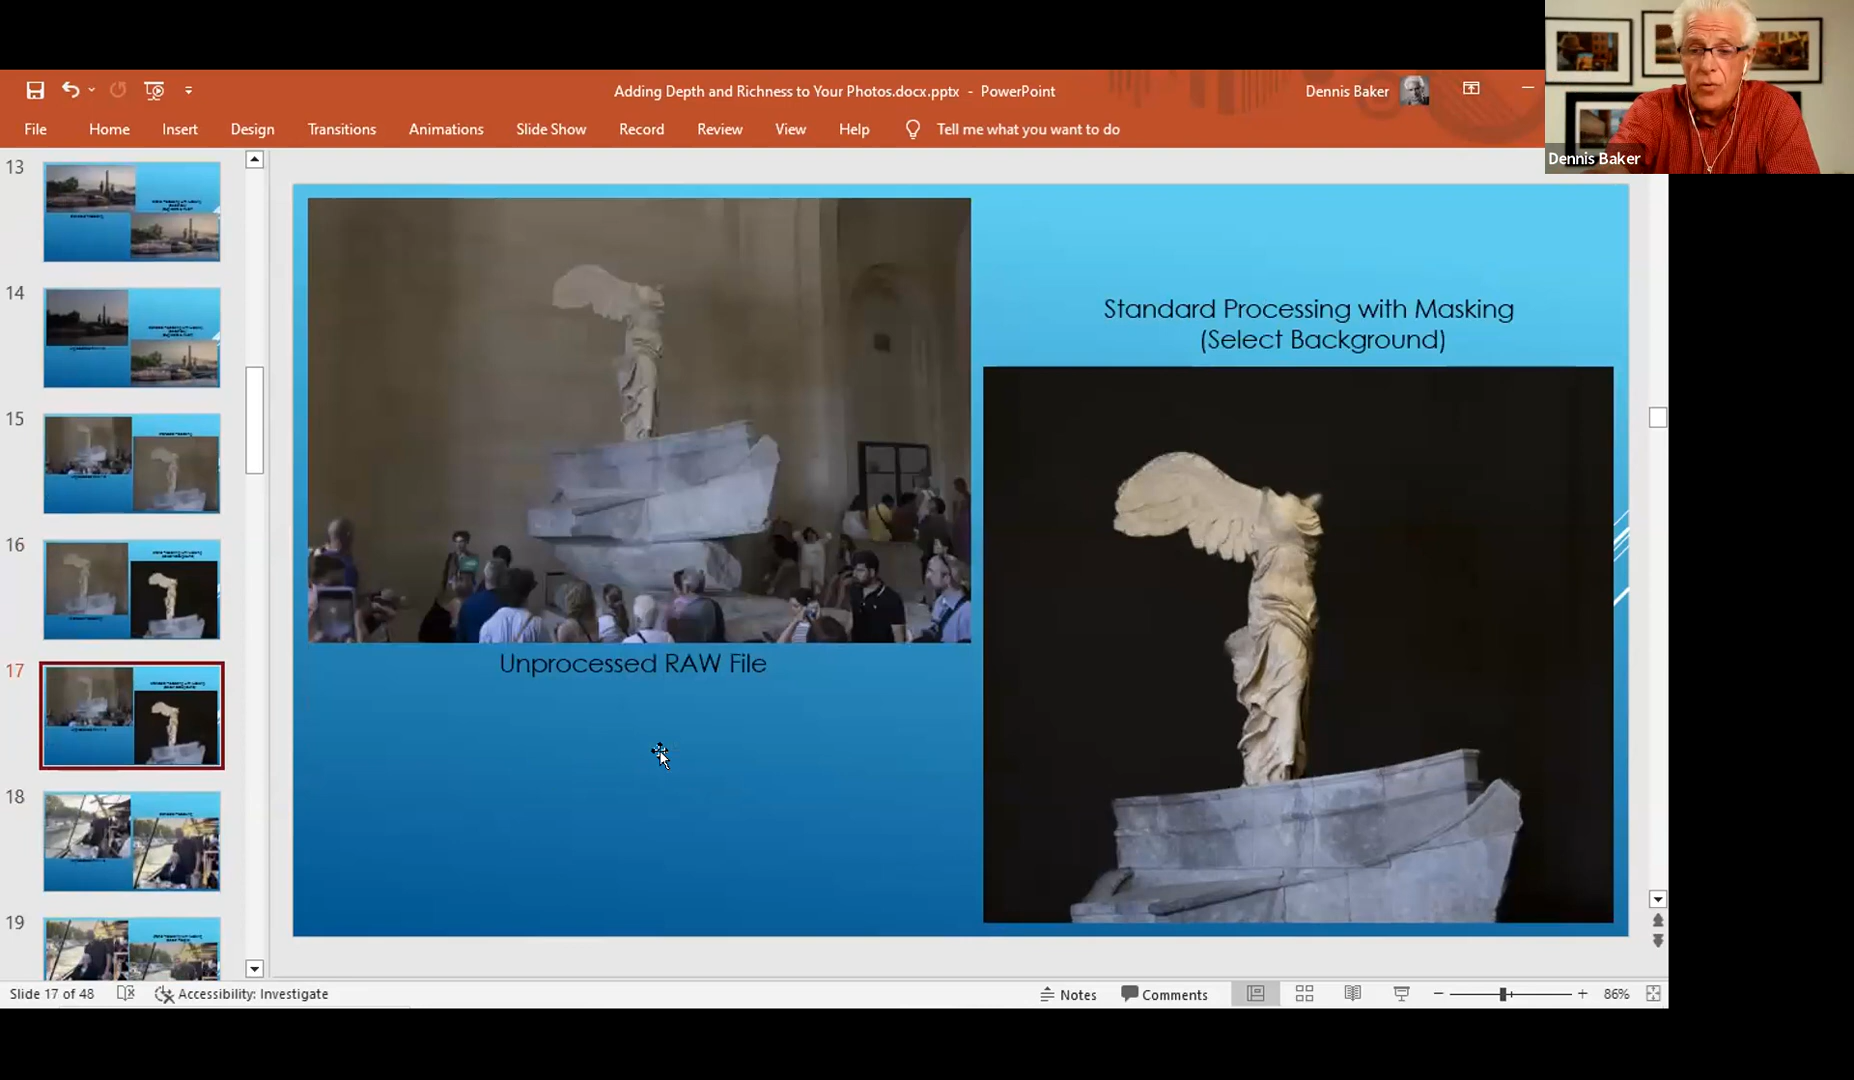 Adding Depth and Richness to Your Photos.docx.pptx - PowerPoint
Dennis Baker
File Home Insert Design Transitions Animations Slide Show Record Review View Help Tell me what you want to do
Dennis Baker
13
14
15
16
17
18
19
Standard Processing with Masking
(Select Background)
Unprocessed RAW File
Slide 17 of 48
Accessibility: Investigate
Notes
Comments
86%